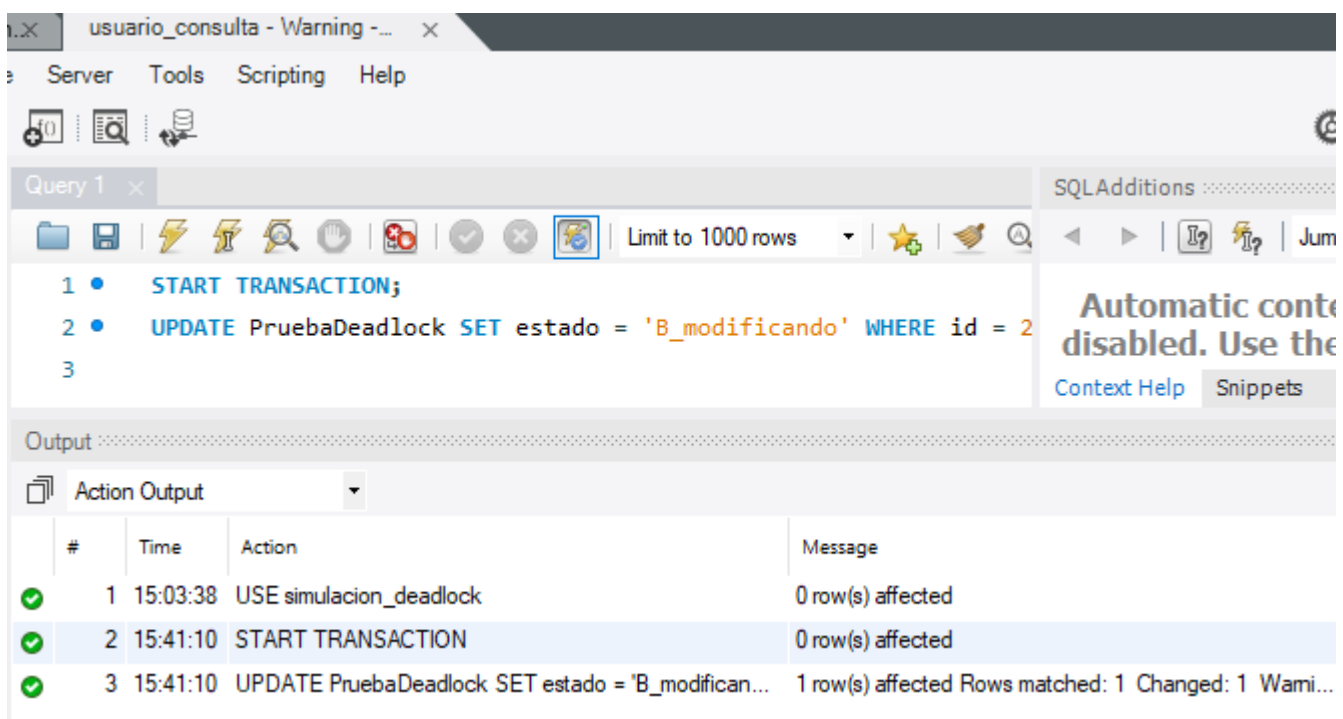 usuario_consulta - Warning -...
Server Tools Scripting Help
Query 1
SQLAdditions
Limit to 1000 rows
Jum
1 START TRANSACTION;
2 UPDATE PruebaDeadlock SET estado = 'B_modificando' WHERE id = 2
3
Automatic conte
disabled. Use the
Context Help Snippets
Output
Action Output
# Time Action Message
1 15:03:38 USE simulacion_deadlock 0 row(s) affected
2 15:41:10 START TRANSACTION 0 row(s) affected
3 15:41:10 UPDATE PruebaDeadlock SET estado = 'B_modifican... 1 row(s) affected Rows matched: 1 Changed: 1 Warni...